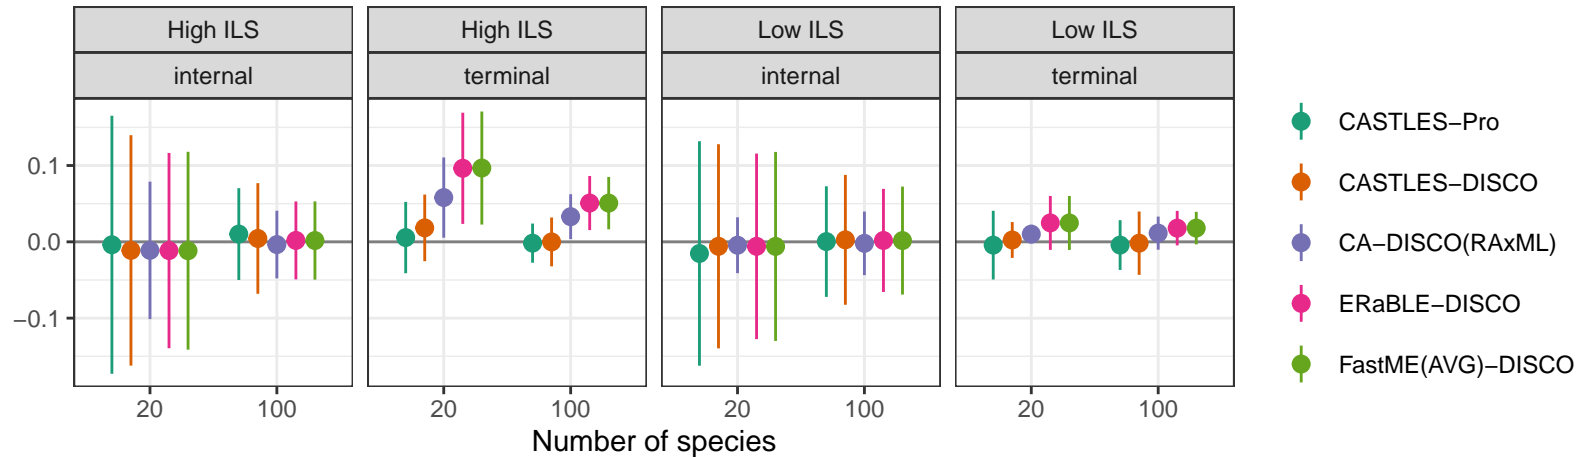 High ILS High ILS Low ILS Low ILS
internal terminal internal terminal
0.1
0.0
−0.1
20 100 20 100 20 100 20 100
Number of species
CASTLES−Pro
CASTLES−DISCO
CA−DISCO(RAxML)
ERaBLE−DISCO
FastME(AVG)−DISCO